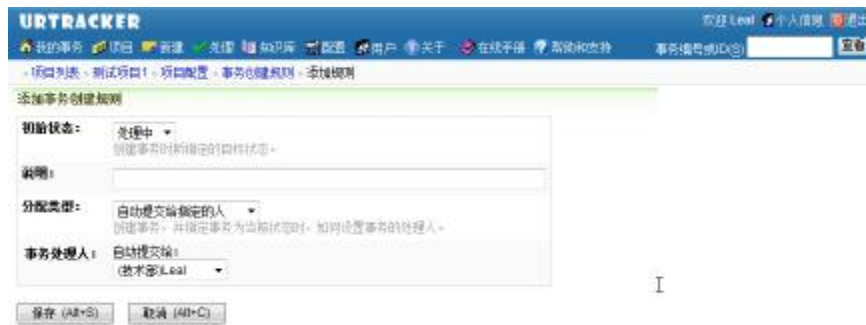 URTRACKER
欢迎 Leal 个人信息 退出
我的事务 项目 新建 处理 知识库 配置 用户 关于 在线手册 帮助和支持 事务编号或ID(S) 查看
项目列表 测试项目1 项目配置 事务创建规则 添加规则
添加事务创建规则
初始状态: 处理中
创建事务时所指定的目标状态。
说明:
分配类型: 自动提交给指定的人
创建事务,并指定事务为当前状态时,如何设置事务的处理人。
事务处理人: 自动提交给:
(技术部)Leal
保存 (Alt+S) 取消 (Alt+C)